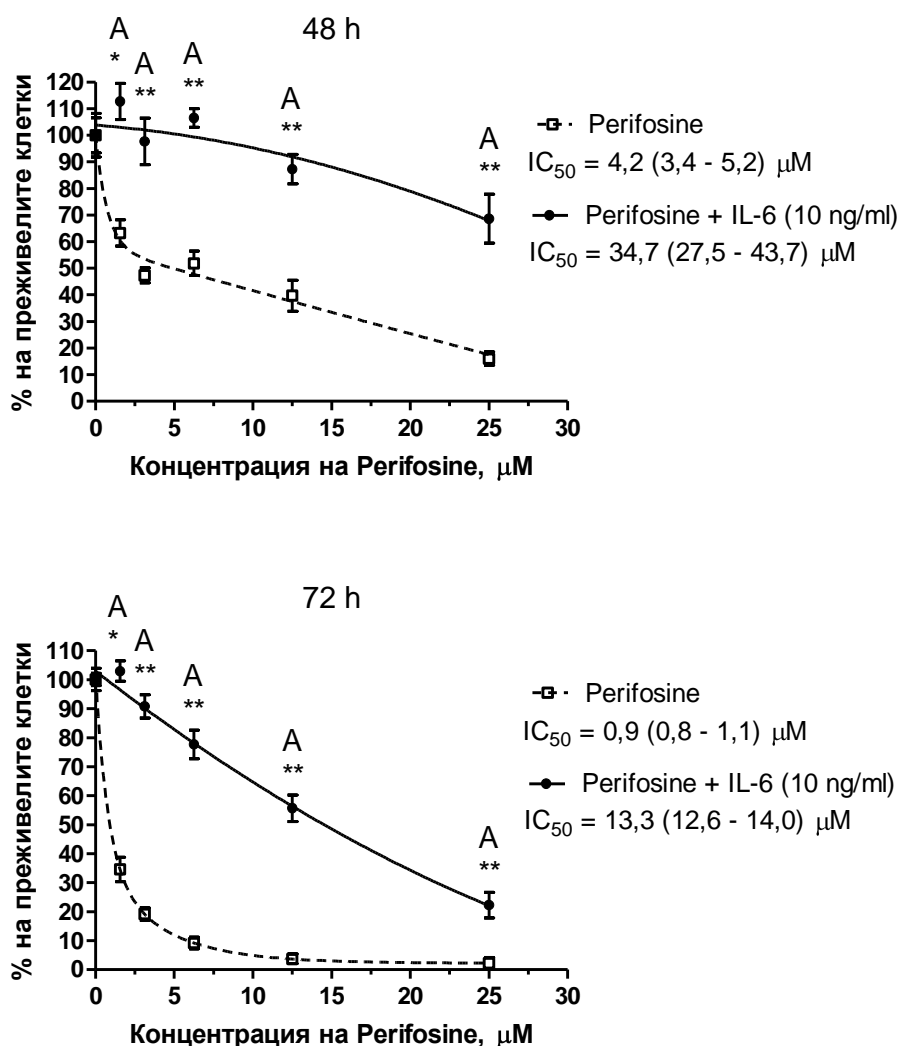 48 h
A A A A A
* ** ** ** **
120
110
100
90
80
70
60
50
40
30
20
10
0
% на преживелите клетки
0 5 10 15 20 25 30
Концентрация на Perifosine, μM
Perifosine
IC50 = 4,2 (3,4 - 5,2) μM
Perifosine + IL-6 (10 ng/ml)
IC50 = 34,7 (27,5 - 43,7) μM
72 h
A A A A A
* ** ** ** **
110
100
90
80
70
60
50
40
30
20
10
0
% на преживелите клетки
0 5 10 15 20 25 30
Концентрация на Perifosine, μM
Perifosine
IC50 = 0,9 (0,8 - 1,1) μM
Perifosine + IL-6 (10 ng/ml)
IC50 = 13,3 (12,6 - 14,0) μM